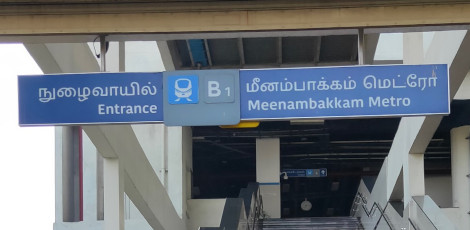 நுழைவாயில்
Entrance
B1
மீனம்பாக்கம் மெட்ரோ
Meenambakkam Metro